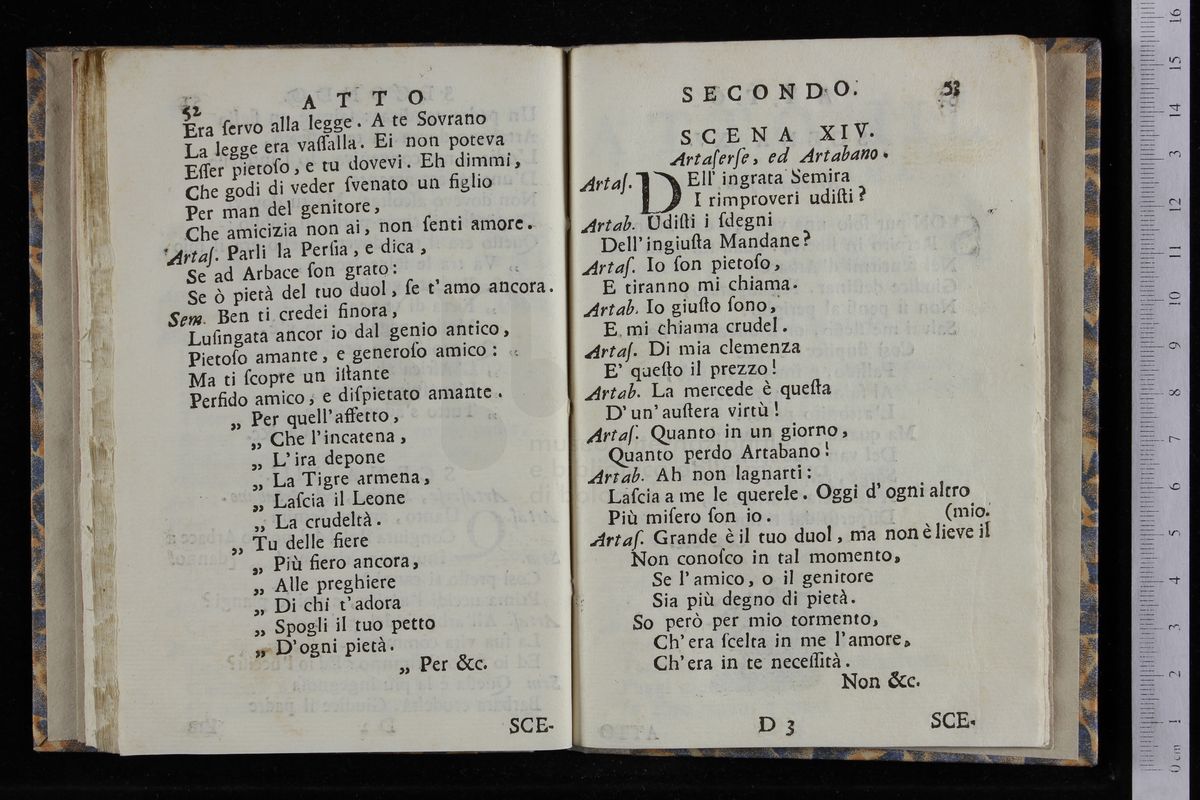 52
ATTO
Era ſervo alla legge. A te Sovrano
La legge era vaſſalla. Ei non poteva
Eſſer pietoſo, e tu dovevi. Eh dimmi,
Che godi di veder ſvenato un figlio
Per man del genitore,
Che amicizia non ai, non ſenti amore.
Artaſ. Parli la Perſia, e dica,
Se ad Arbace ſon grato:
Se ò pietà del tuo duol, ſe t'amo ancora.
Sem. Ben ti credei finora,
Luſingata ancor io dal genio antico,
Pietoſo amante, e generoſo amico:
Ma ti ſcopre un iſtante
Perfido amico, e diſpietato amante.
„ Per quell'affetto,
„ Che l'incatena,
„ L'ira depone
„ La Tigre armena,
„ Laſcia il Leone
„ La crudeltà.
„ Tu delle fiere
„ Più fiero ancora,
„ Alle preghiere
„ Di chi t'adora
„ Spogli il tuo petto
„ D'ogni pietà.
„ Per &c.
SCE-
SECONDO.
53
SCENA XIV.
Artaſerſe, ed Artabano.
Artaſ. DEll' ingrata Semira
I rimproveri udiſti?
Artab. Udiſti i ſdegni
Dell'ingiuſta Mandane?
Artaſ. Io ſon pietoſo,
E tiranno mi chiama.
Artab. Io giuſto ſono,
E mi chiama crudel.
Artaſ. Di mia clemenza
E' queſto il prezzo!
Artab. La mercede è queſta
D'un'auſtera virtù!
Artaſ. Quanto in un giorno,
Quanto perdo Artabano!
Artab. Ah non lagnarti:
Laſcia a me le querele. Oggi d'ogni altro
Più miſero ſon io. (mio.
Artaſ. Grande è il tuo duol, ma non è lieve il
Non conoſco in tal momento,
Se l'amico, o il genitore
Sia più degno di pietà.
So però per mio tormento,
Ch'era ſcelta in me l'amore,
Ch'era in te neceſſità.
Non &c.
D 3
SCE-